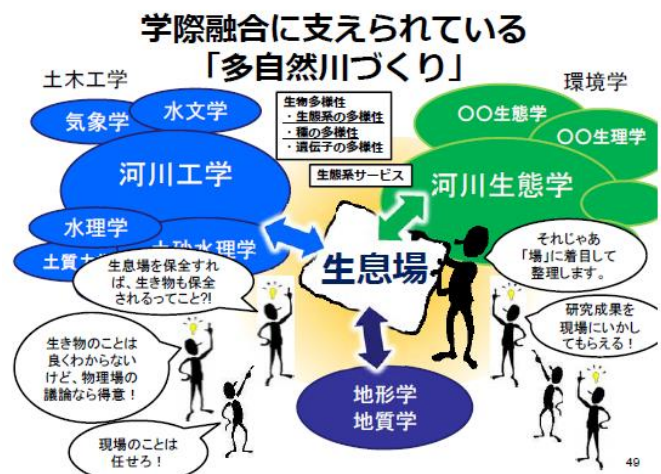 学際融合に支えられている
「多自然川づくり」
土木工学
環境学
気象学
水文学
河川工学
水理学
土砂水理学
生物多様性
・生態系の多様性
・種の多様性
・遺伝子の多様性
生態系サービス
〇〇生態学
〇〇生理学
河川生態学
生息場
生息場を保全すれ
ば、生き物も保全
されるってこと?!
それじゃあ
「場」に着目して
整理します。
生き物のことは
良くわからない
けど、物理場の
議論なら得意！
研究成果を
現場にいかし
てもらえる！
現場のことは
任せろ！
地形学
地質学
49